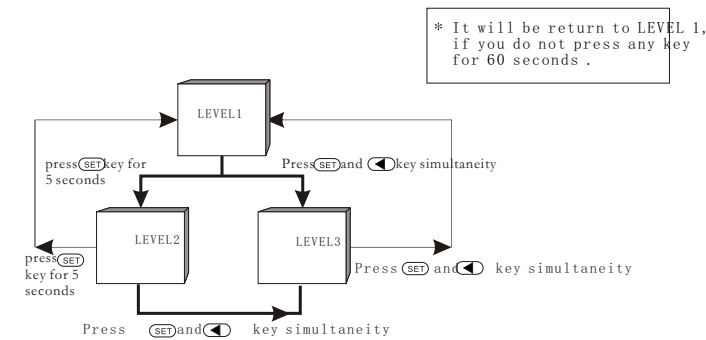 * It will be return to LEVEL 1,
if you do not press any key
for 60 seconds .
LEVEL1
press SET key for
5 seconds
Press SET and ◀ key simultaneity
LEVEL2
LEVEL3
press SET
key for 5
seconds
Press SET and ◀ key simultaneity
Press SET and ◀ key simultaneity